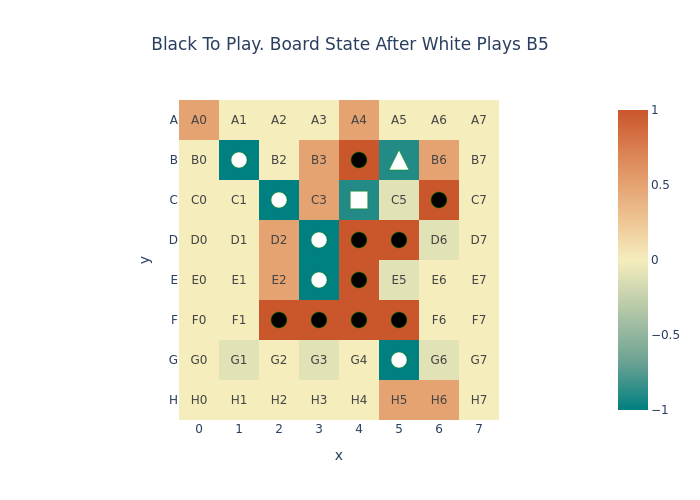 Black To Play. Board State After White Plays B5
A A0 A1 A2 A3 A4 A5 A6 A7
B B0 B2 B3 B6 B7
C C0 C1 C3 C5 C7
D D0 D1 D2 D6 D7
E E0 E1 E2 E5 E6 E7
F F0 F1 F6 F7
G G0 G1 G2 G3 G4 G6 G7
H H0 H1 H2 H3 H4 H5 H6 H7
0 1 2 3 4 5 6 7
x
y
1
0.5
0
−0.5
−1